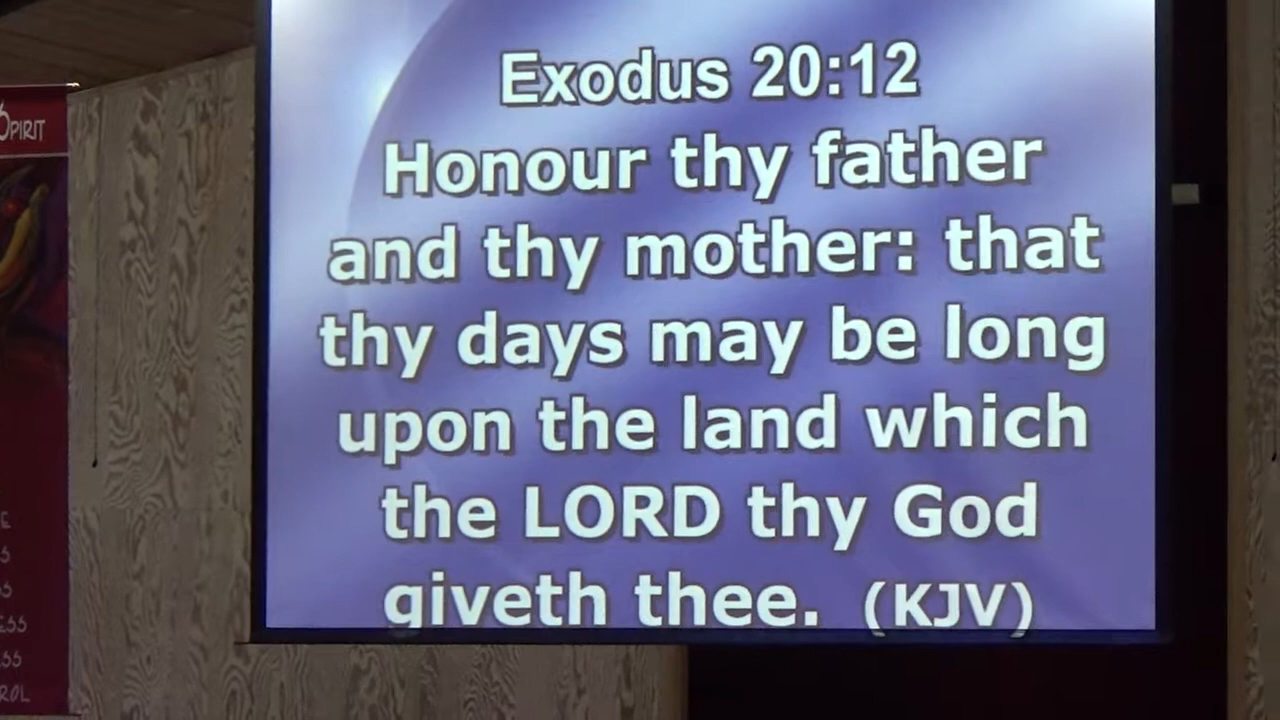 Exodus 20:12
Honour thy father
and thy mother: that
thy days may be long
upon the land which
the LORD thy God
giveth thee. (KJV)
SPIRIT